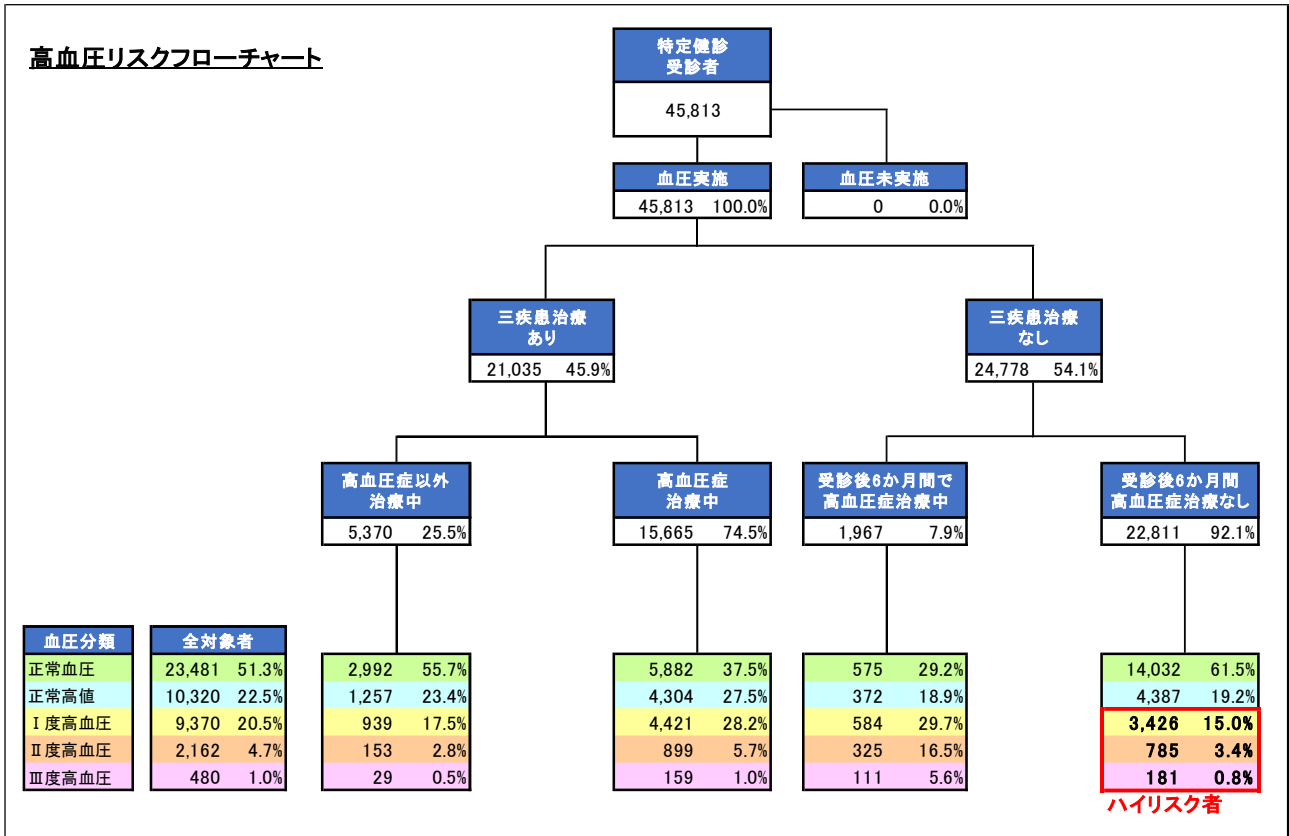 高血圧リスクフローチャート
特定健診
受診者
45,813
血圧実施
45,813 100.0%
血圧未実施
0 0.0%
三疾患治療
あり
21,035 45.9%
三疾患治療
なし
24,778 54.1%
高血圧症以外
治療中
5,370 25.5%
高血圧症
治療中
15,665 74.5%
受診後6か月間で
高血圧症治療中
1,967 7.9%
受診後6か月間
高血圧症治療なし
22,811 92.1%
血圧分類 全対象者
正常血圧 23,481 51.3% 2,992 55.7% 5,882 37.5% 575 29.2% 14,032 61.5%
正常高値 10,320 22.5% 1,257 23.4% 4,304 27.5% 372 18.9% 4,387 19.2%
Ⅰ度高血圧 9,370 20.5% 939 17.5% 4,421 28.2% 584 29.7% 3,426 15.0%
Ⅱ度高血圧 2,162 4.7% 153 2.8% 899 5.7% 325 16.5% 785 3.4%
Ⅲ度高血圧 480 1.0% 29 0.5% 159 1.0% 111 5.6% 181 0.8%
ハイリスク者